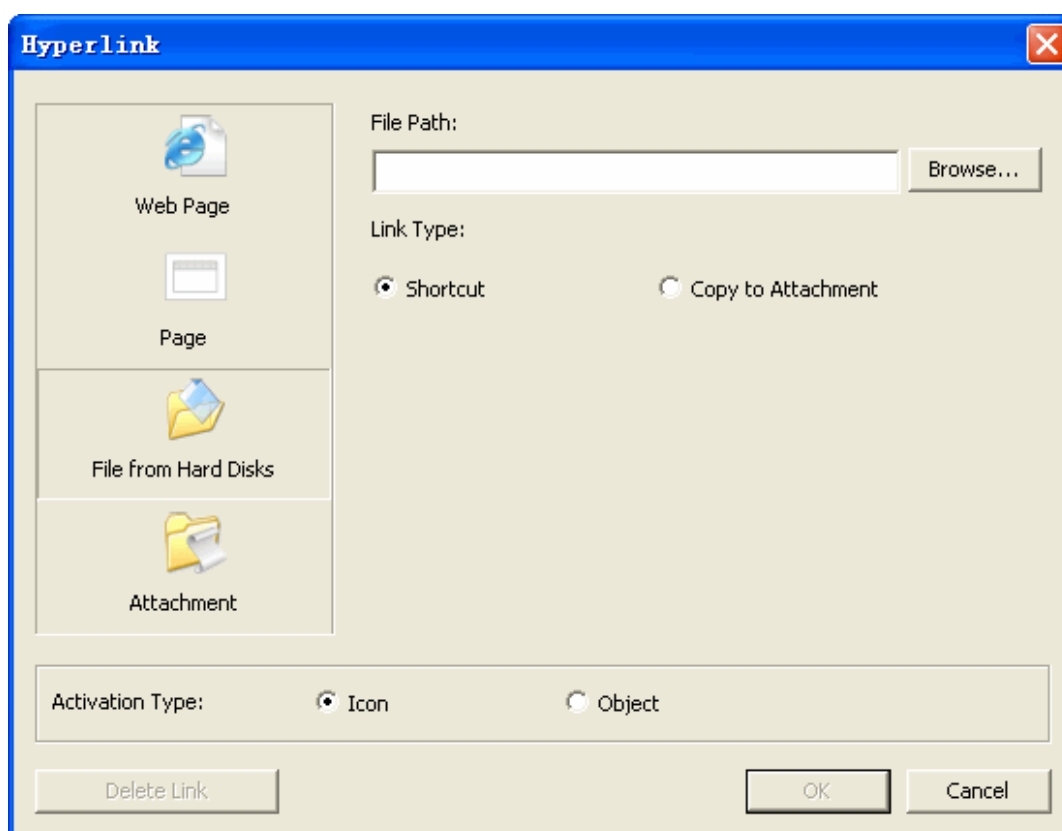 Hyperlink
Web Page
Page
File from Hard Disks
Attachment
File Path:
Browse...
Link Type:
Shortcut Copy to Attachment
Activation Type: Icon Object
Delete Link OK Cancel